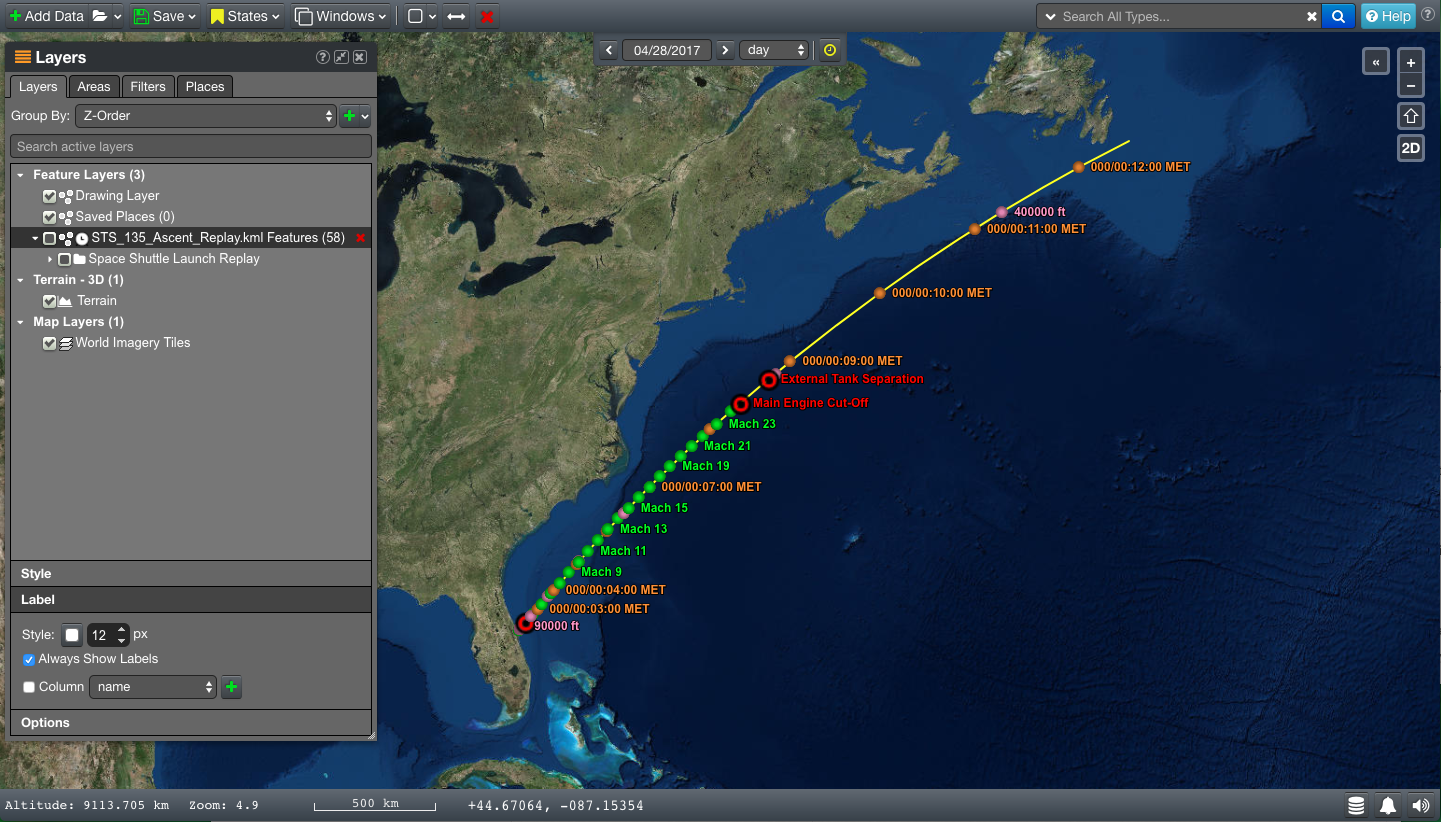 Add Data Save States Windows Search All Types... Help
Layers 04/28/2017 day
Layers Areas Filters Places
Group By: Z-Order
Search active layers
Feature Layers (3)
Drawing Layer
Saved Places (0)
STS_135_Ascent_Replay.kml Features (58)
Space Shuttle Launch Replay
Terrain - 3D (1)
Terrain
Map Layers (1)
World Imagery Tiles
Style
Label
Style: 12 px
Always Show Labels
Column name
Options
2D
000/00:12:00 MET
400000 ft
000/00:11:00 MET
000/00:10:00 MET
000/00:09:00 MET
External Tank Separation
Main Engine Cut-Off
Mach 23
Mach 21
Mach 19
000/00:07:00 MET
Mach 15
Mach 13
Mach 11
Mach 9
000/00:04:00 MET
000/00:03:00 MET
90000 ft
Altitude: 9113.705 km Zoom: 4.9 500 km +44.67064, -087.15354